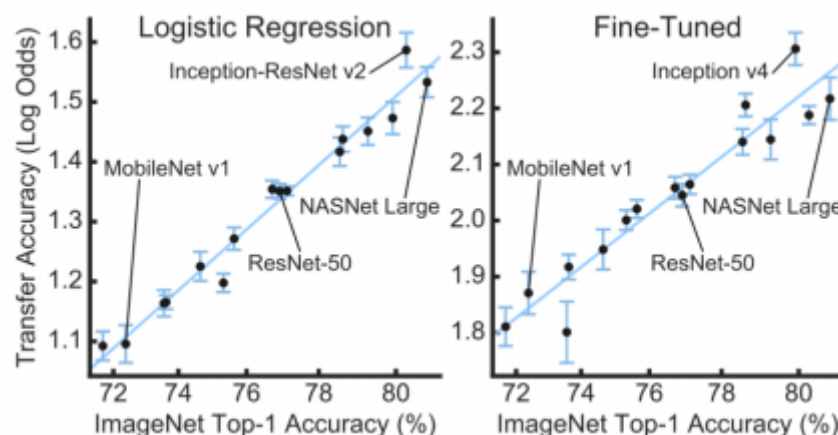 Logistic Regression
Fine-Tuned
Transfer Accuracy (Log Odds)
1.6
1.5
1.4
1.3
1.2
1.1
Inception-ResNet v2
MobileNet v1
NASNet Large
ResNet-50
72 74 76 78 80
ImageNet Top-1 Accuracy (%)
2.3
2.2
2.1
2.0
1.9
1.8
Inception v4
MobileNet v1
NASNet Large
ResNet-50
72 74 76 78 80
ImageNet Top-1 Accuracy (%)